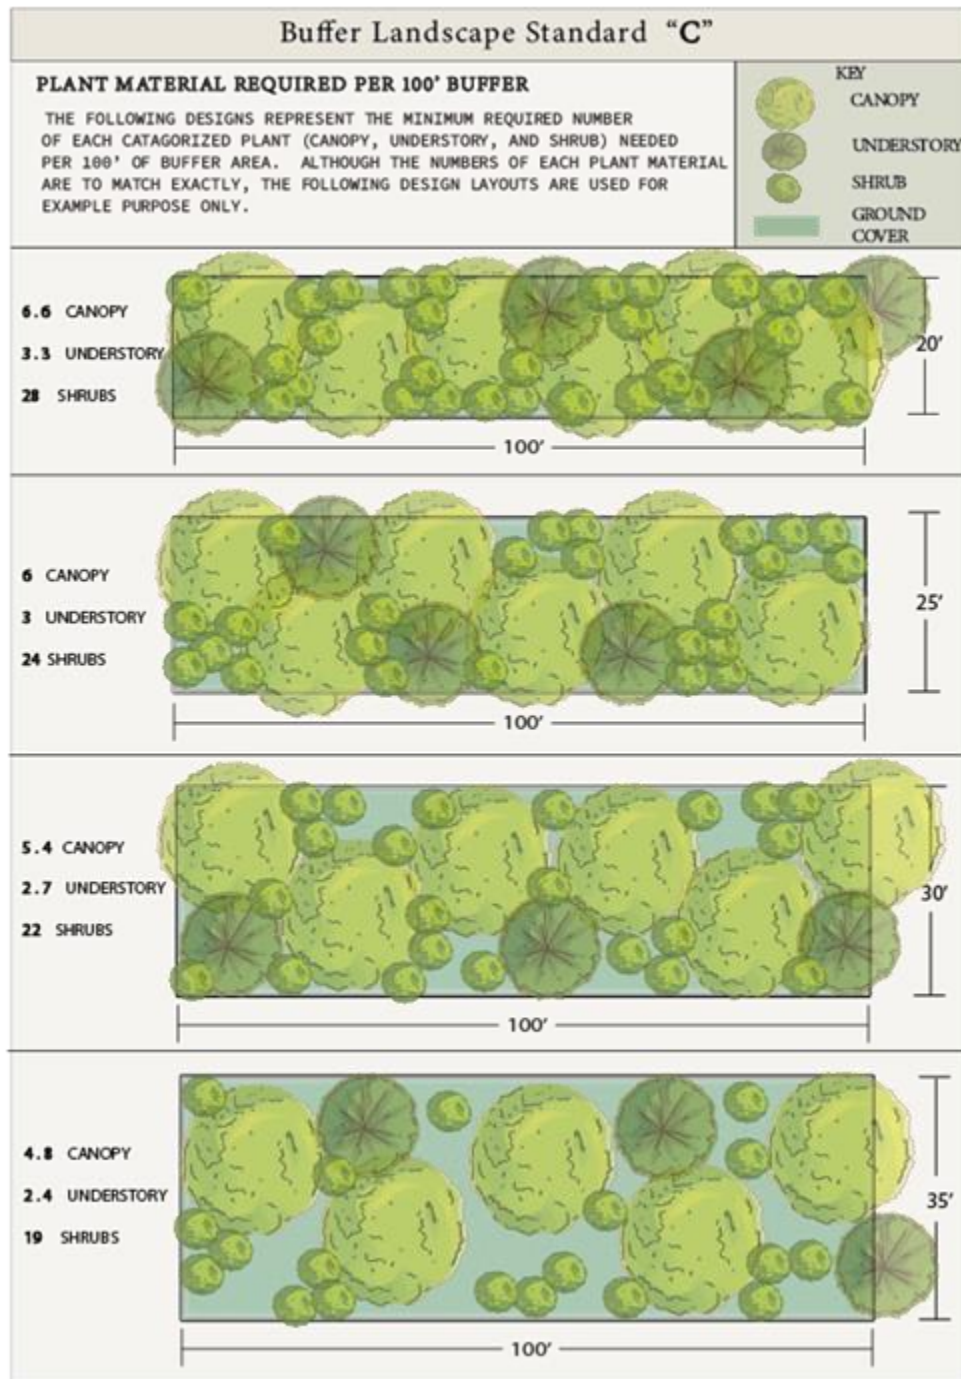 Buffer Landscape Standard “C”
PLANT MATERIAL REQUIRED PER 100' BUFFER
THE FOLLOWING DESIGNS REPRESENT THE MINIMUM REQUIRED NUMBER
OF EACH CATAGORIZED PLANT (CANOPY, UNDERSTORY, AND SHRUB) NEEDED
PER 100' OF BUFFER AREA. ALTHOUGH THE NUMBERS OF EACH PLANT MATERIAL
ARE TO MATCH EXACTLY, THE FOLLOWING DESIGN LAYOUTS ARE USED FOR
EXAMPLE PURPOSE ONLY.
KEY
CANOPY
UNDERSTORY
SHRUB
GROUND
COVER
6.6 CANOPY
3.3 UNDERSTORY
28 SHRUBS
20'
100'
6 CANOPY
3 UNDERSTORY
24 SHRUBS
25'
100'
5.4 CANOPY
2.7 UNDERSTORY
22 SHRUBS
30'
100'
4.8 CANOPY
2.4 UNDERSTORY
19 SHRUBS
35'
100'